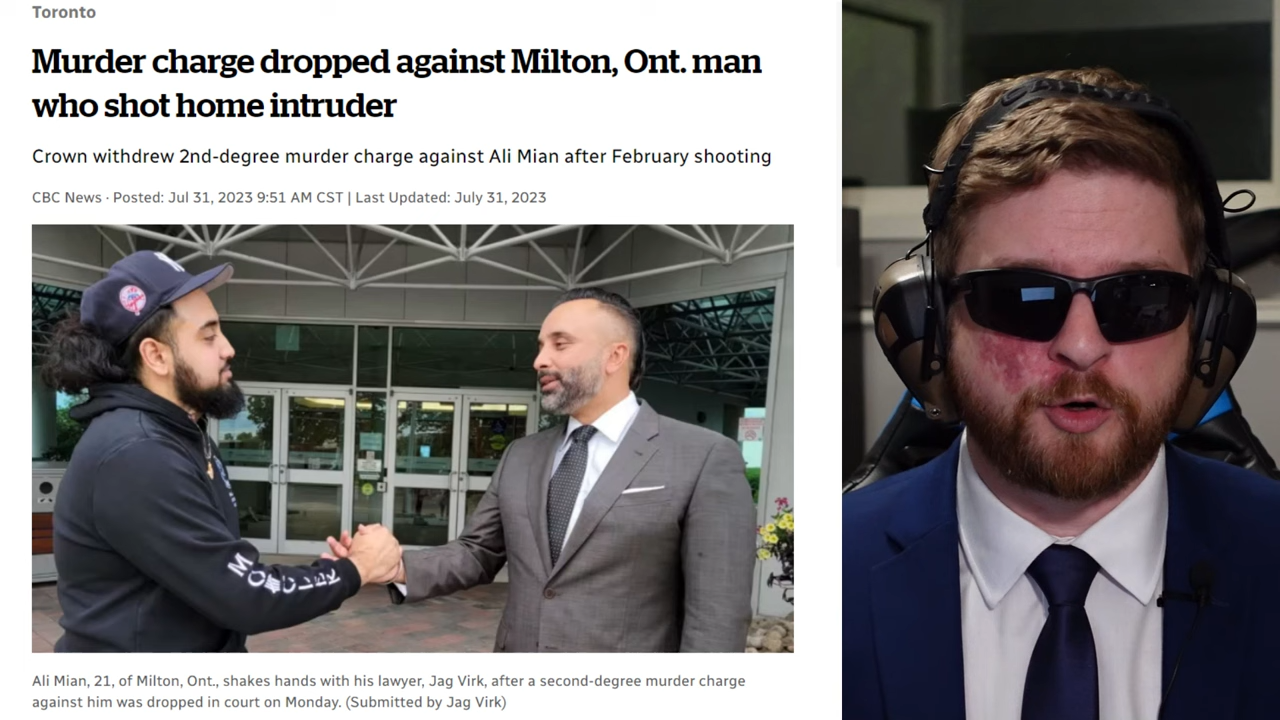 Toronto
Murder charge dropped against Milton, Ont. man
who shot home intruder
Crown withdrew 2nd-degree murder charge against Ali Mian after February shooting
CBC News · Posted: Jul 31, 2023 9:51 AM CST | Last Updated: July 31, 2023
Ali Mian, 21, of Milton, Ont., shakes hands with his lawyer, Jag Virk, after a second-degree murder charge
against him was dropped in court on Monday. (Submitted by Jag Virk)